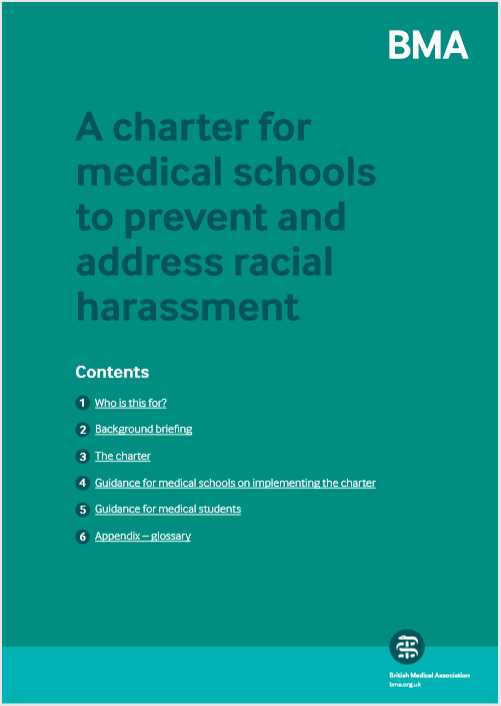 BMA
A charter for
medical schools
to prevent and
address racial
harassment
Contents
1 Who is this for?
2 Background briefing
3 The charter
4 Guidance for medical schools on implementing the charter
5 Guidance for medical students
6 Appendix – glossary
British Medical Association
bma.org.uk